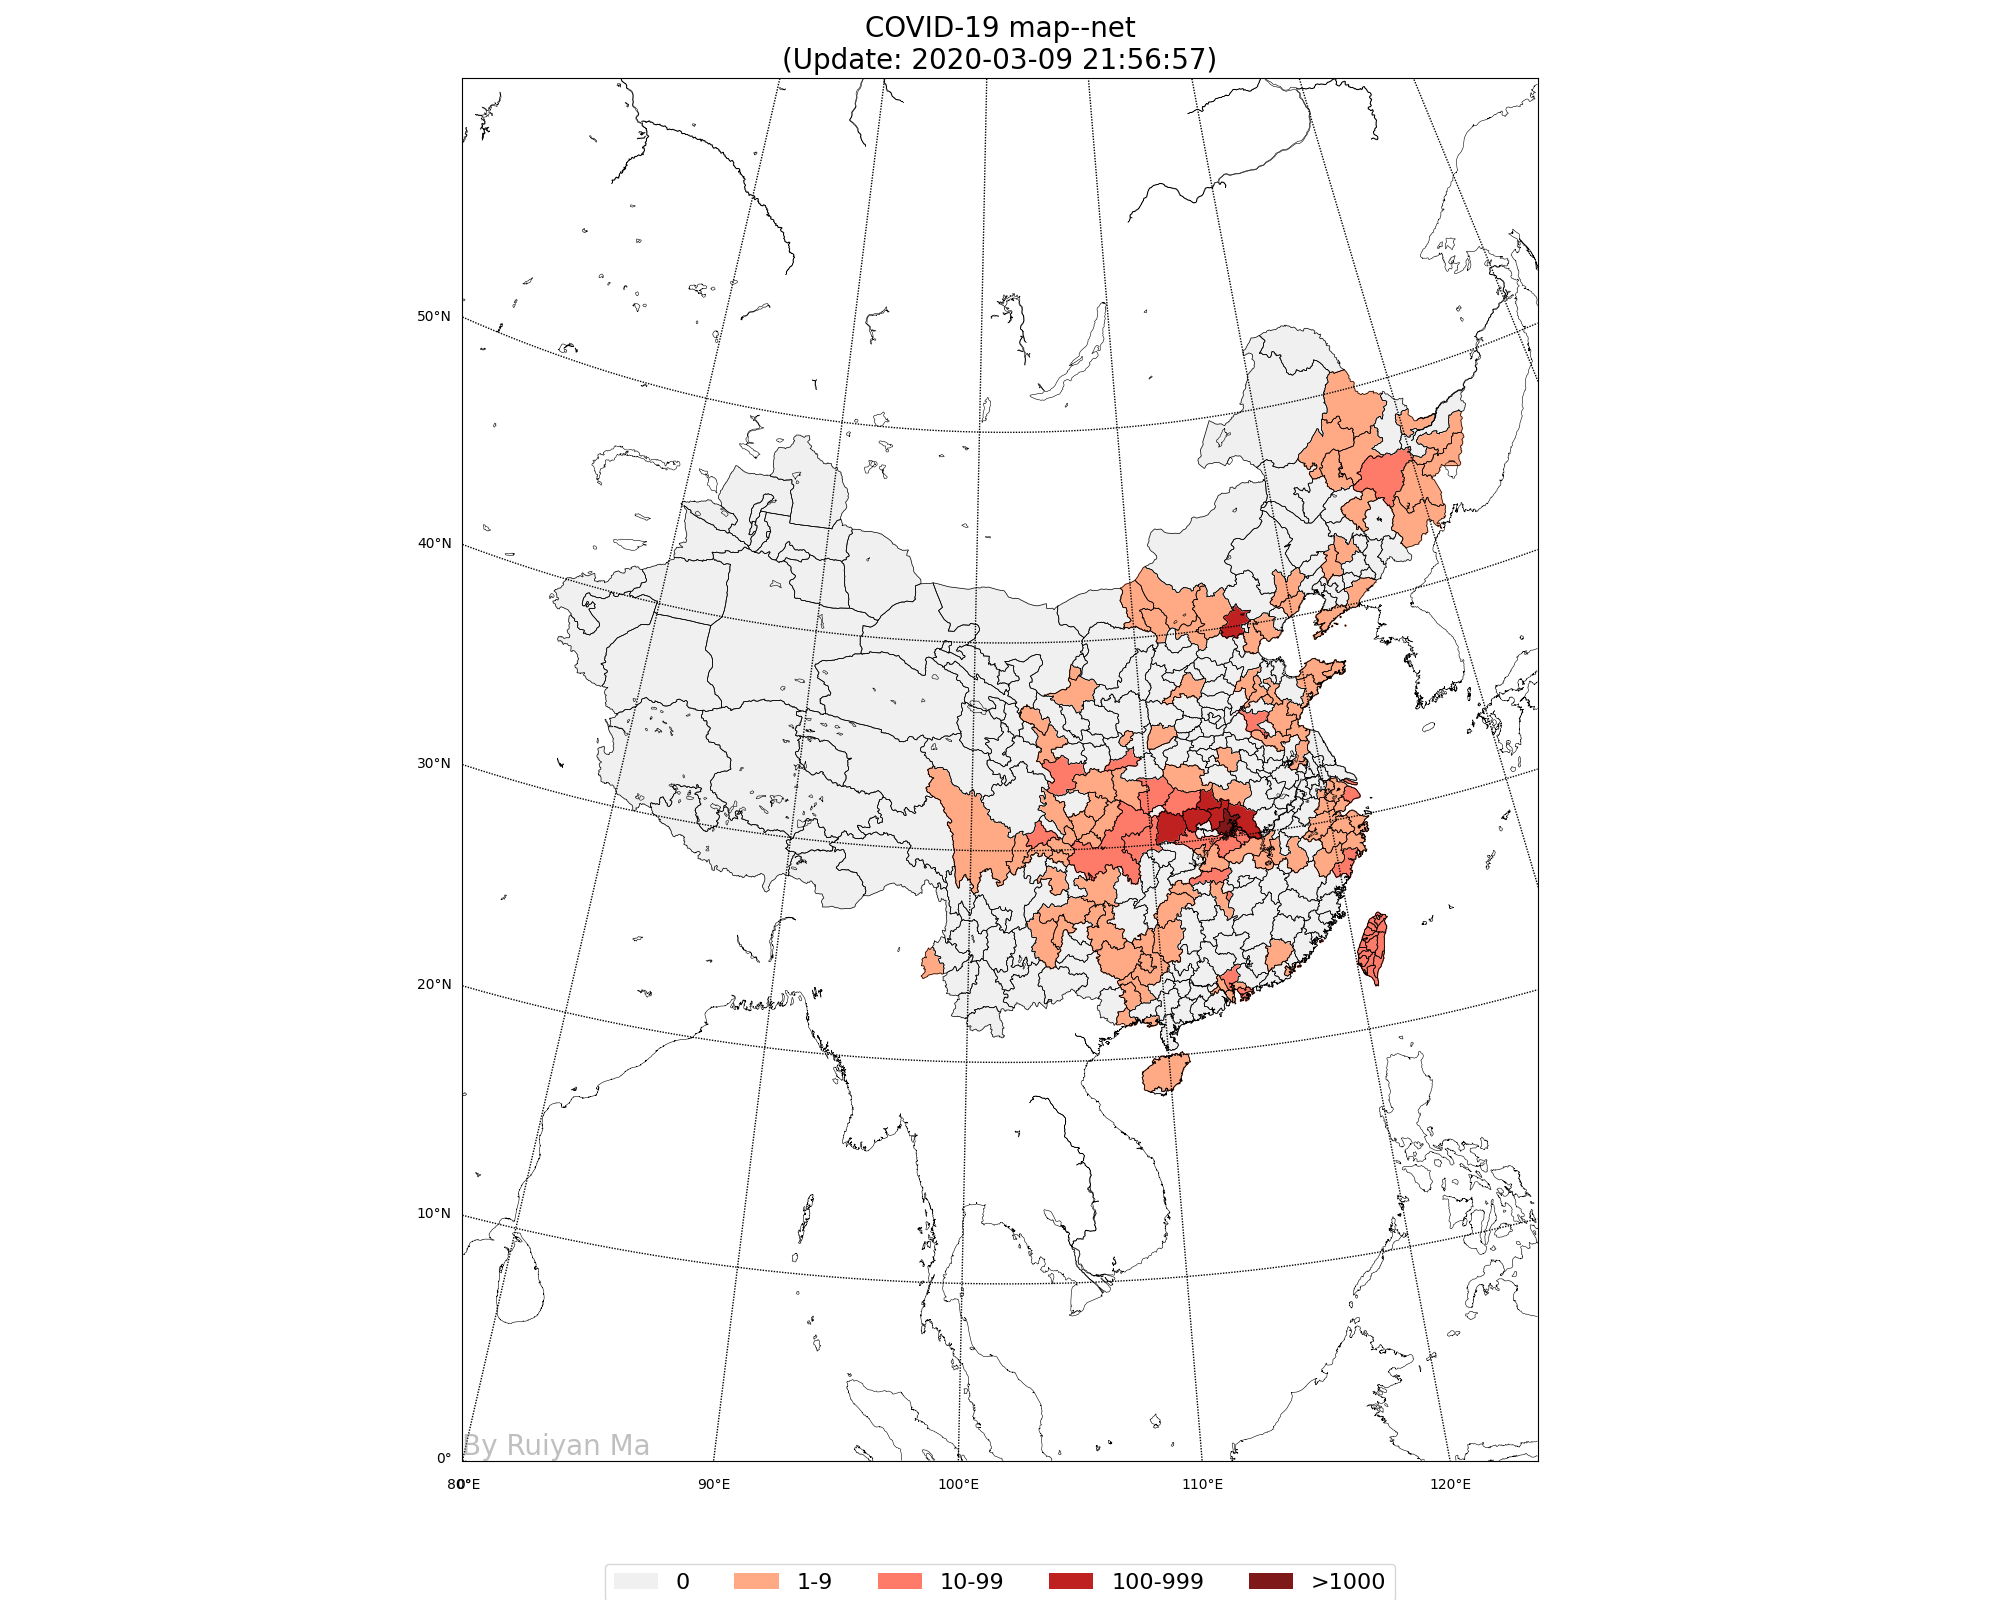 COVID-19 map--net
(Update: 2020-03-09 21:56:57)
50°N
40°N
30°N
20°N
10°N
0°
By Ruiyan Ma
80°E 90°E 100°E 110°E 120°E
0 1-9 10-99 100-999 >1000